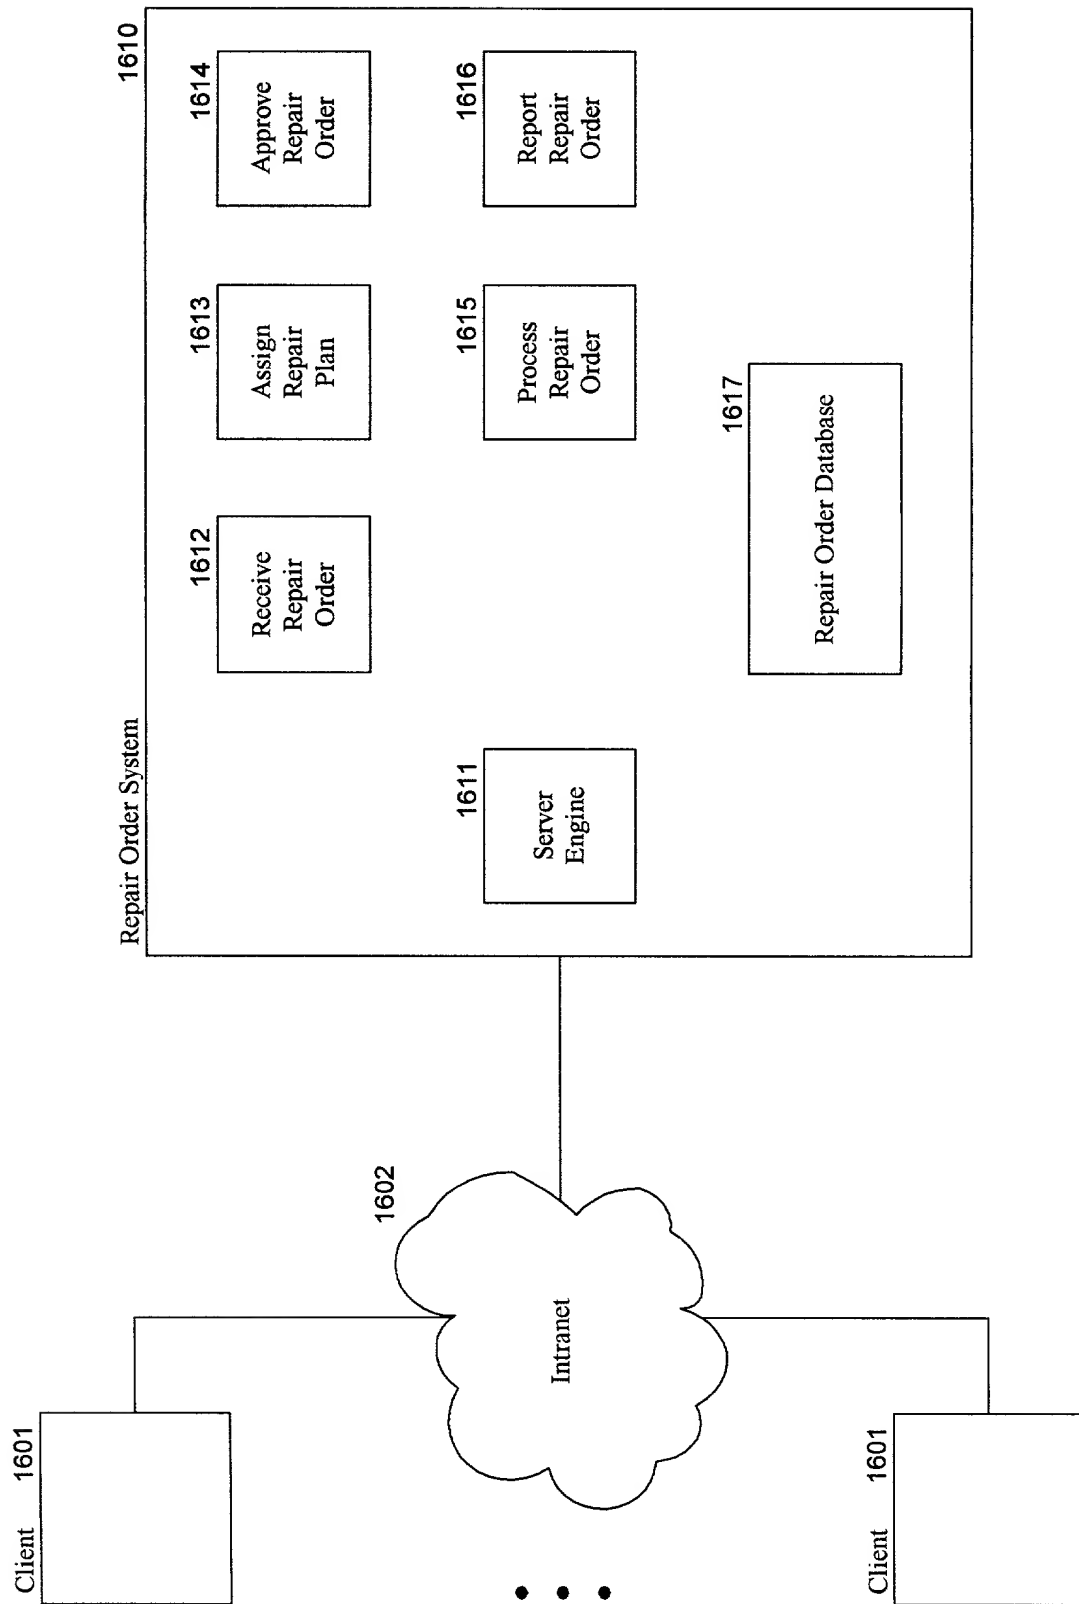 Client 1601
Client 1601
1602
Intranet
Repair Order System
1610
1611
Server
Engine
1612
Receive
Repair
Order
1613
Assign
Repair
Plan
1614
Approve
Repair
Order
1615
Process
Repair
Order
1616
Report
Repair
Order
1617
Repair Order Database